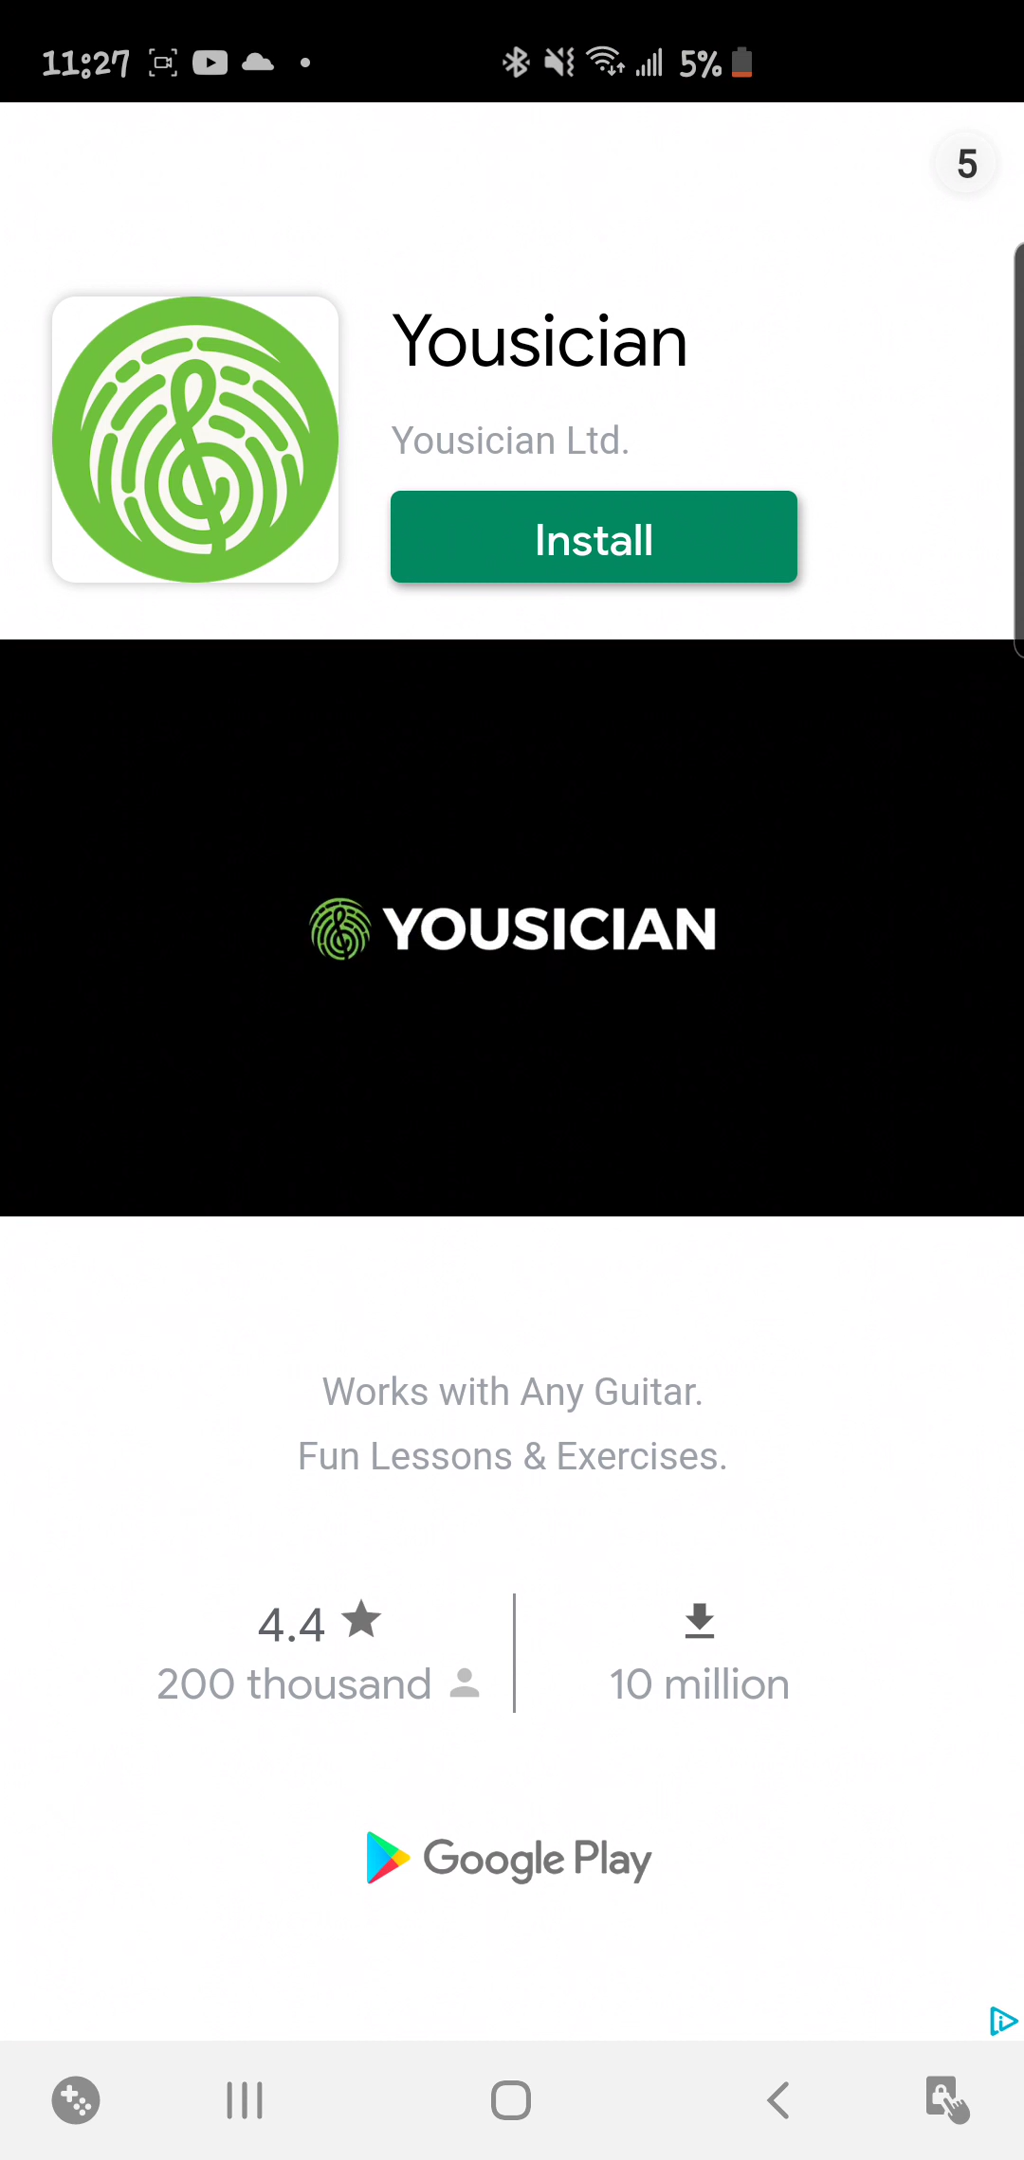 11:27
5%
5
Yousician
Yousician Ltd.
Install
YOUSICIAN
Works with Any Guitar.
Fun Lessons & Exercises.
4.4
200 thousand
10 million
Google Play